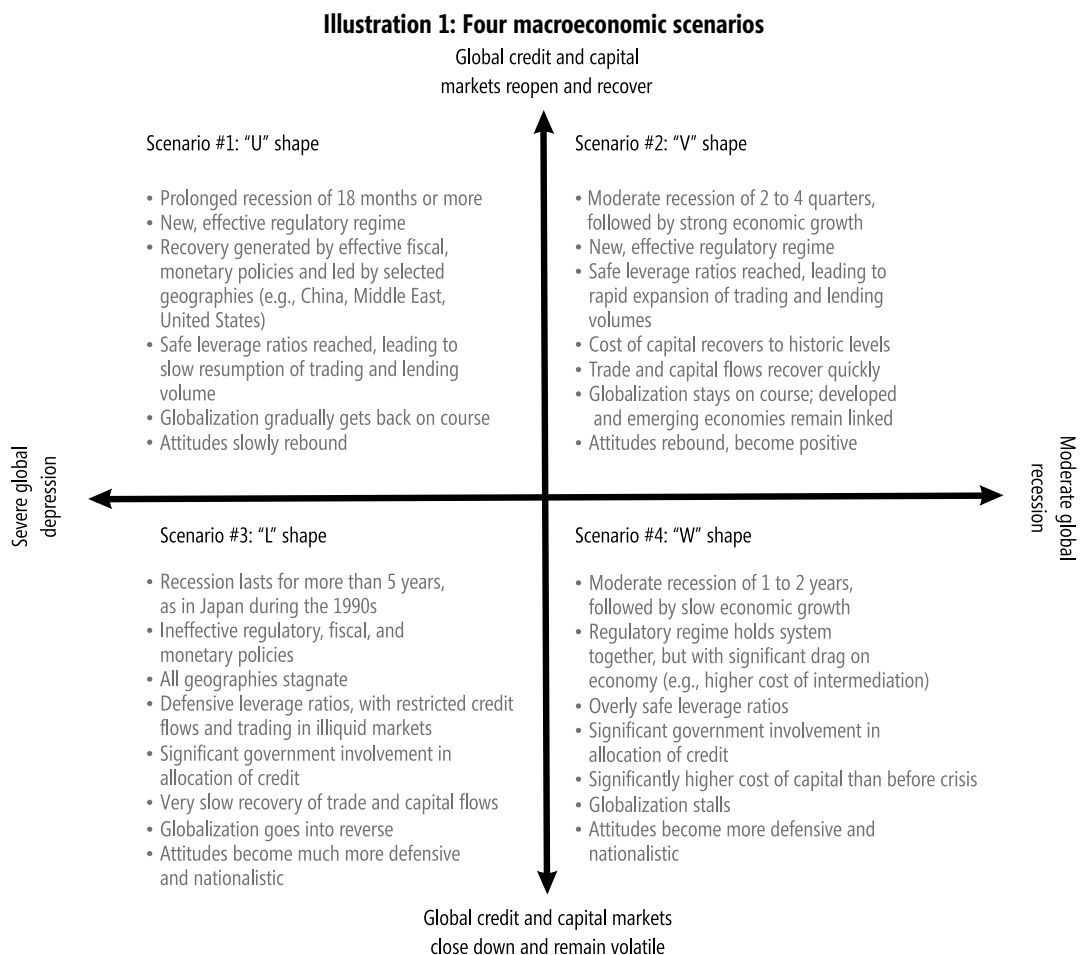 Illustration 1: Four macroeconomic scenarios
Global credit and capital
markets reopen and recover
Scenario #1: “U” shape
• Prolonged recession of 18 months or more
• New, effective regulatory regime
• Recovery generated by effective fiscal,
monetary policies and led by selected
geographies (e.g., China, Middle East,
United States)
• Safe leverage ratios reached, leading to
slow resumption of trading and lending
volume
• Globalization gradually gets back on course
• Attitudes slowly rebound
Scenario #2: “V” shape
• Moderate recession of 2 to 4 quarters,
followed by strong economic growth
• New, effective regulatory regime
• Safe leverage ratios reached, leading to
rapid expansion of trading and lending
volumes
• Cost of capital recovers to historic levels
• Trade and capital flows recover quickly
• Globalization stays on course; developed
and emerging economies remain linked
• Attitudes rebound, become positive
Severe global
depression
Moderate global
recession
Scenario #3: “L” shape
• Recession lasts for more than 5 years,
as in Japan during the 1990s
• Ineffective regulatory, fiscal, and
monetary policies
• All geographies stagnate
• Defensive leverage ratios, with restricted credit
flows and trading in illiquid markets
• Significant government involvement in
allocation of credit
• Very slow recovery of trade and capital flows
• Globalization goes into reverse
• Attitudes become much more defensive
and nationalistic
Scenario #4: “W” shape
• Moderate recession of 1 to 2 years,
followed by slow economic growth
• Regulatory regime holds system
together, but with significant drag on
economy (e.g., higher cost of intermediation)
• Overly safe leverage ratios
• Significant government involvement in
allocation of credit
• Significantly higher cost of capital than before crisis
• Globalization stalls
• Attitudes become more defensive and
nationalistic
Global credit and capital markets
close down and remain volatile